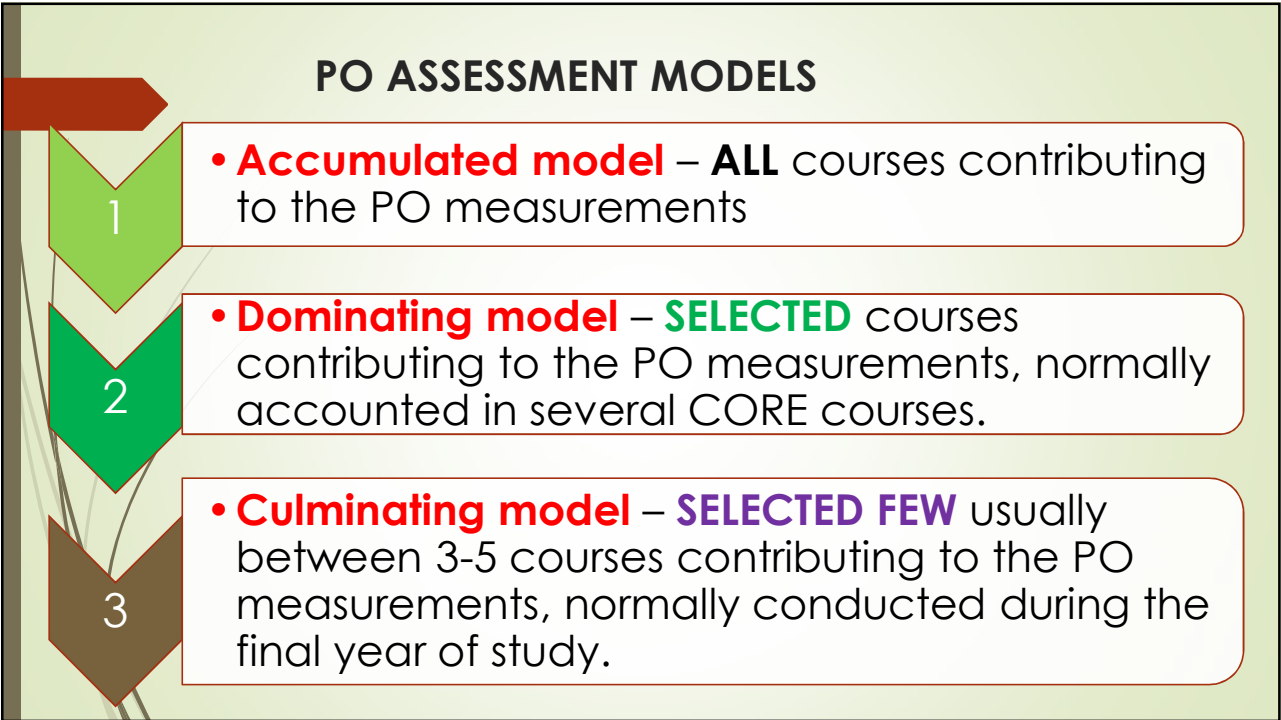 PO ASSESSMENT MODELS
1
•Accumulated model – ALL courses contributing
to the PO measurements
2
•Dominating model – SELECTED courses
contributing to the PO measurements, normally
accounted in several CORE courses.
3
•Culminating model – SELECTED FEW usually
between 3-5 courses contributing to the PO
measurements, normally conducted during the
final year of study.